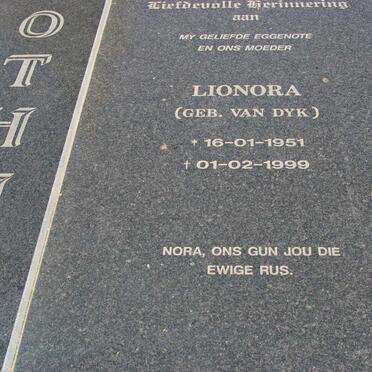 O
T
H
Liefdevolle Herinnering
aan
MY GELIEFDE EGGENOTE
EN ONS MOEDER
LIONORA
(GEB. VAN DYK)
* 16-01-1951
† 01-02-1999
NORA, ONS GUN JOU DIE
EWIGE RUS.